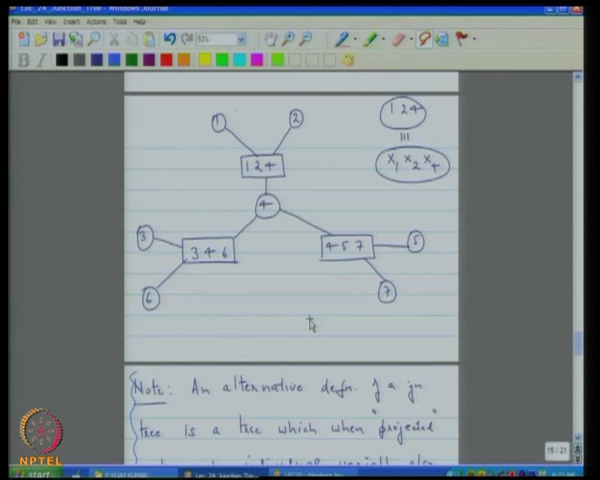 Lec_24_Junction_Tree - Windows Journal
File Edit View Insert Actions Tools Help
B I
1 2
1 2 4
1 2 4
≡
X₁ X₂ X₄
4
3
3 4 6
4 5 7
5
6
7
Note: An alternative defn. of a jn
tree is a tree which when "projected"
15 / 21
NPTEL
start